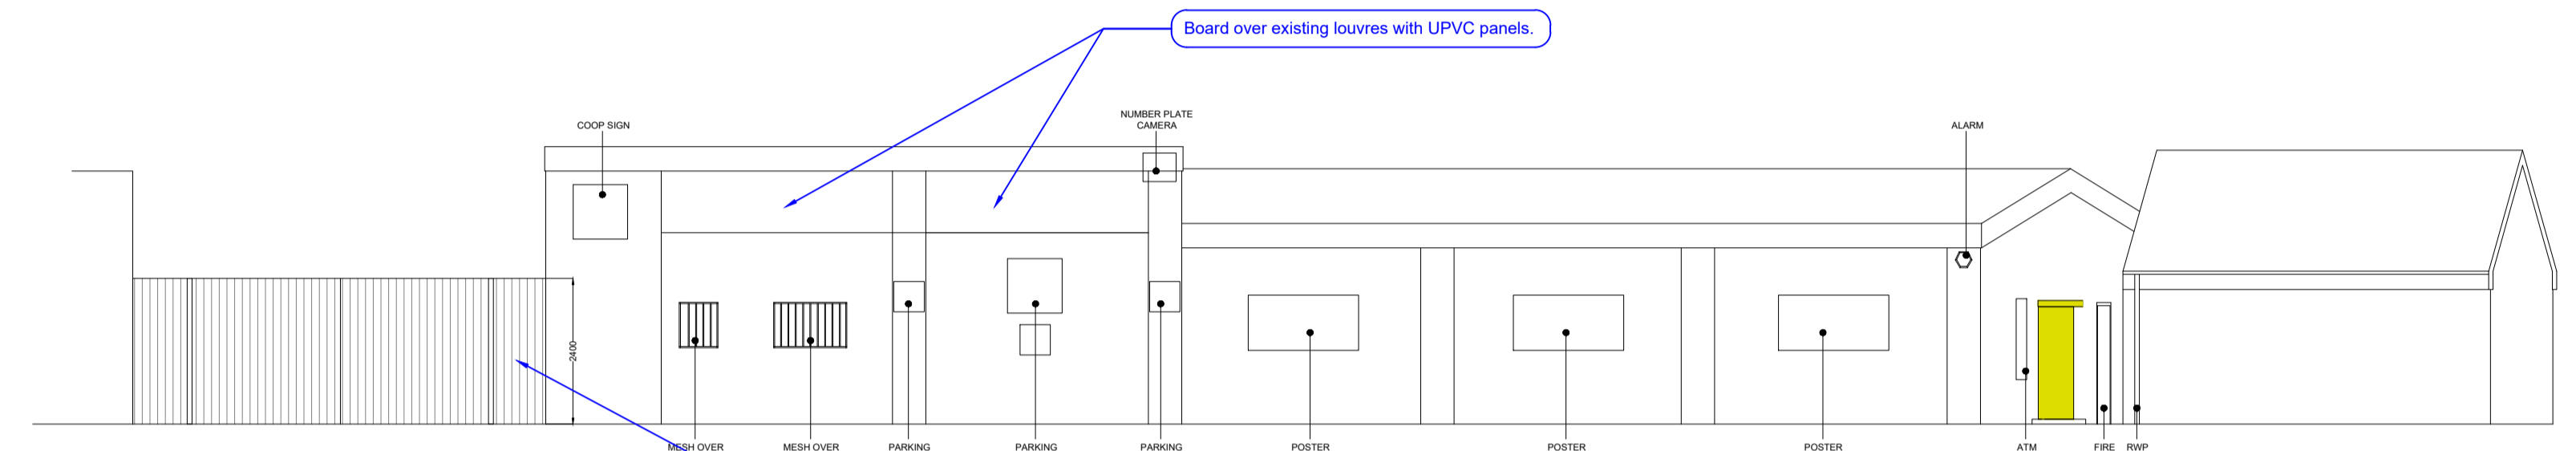 Board over existing louvres with UPVC panels.
NUMBER PLATE
CAMERA
COOP SIGN
ALARM
2400
MESH OVER
MESH OVER
PARKING
PARKING
PARKING
POSTER
POSTER
POSTER
ATM
FIRE
RWP